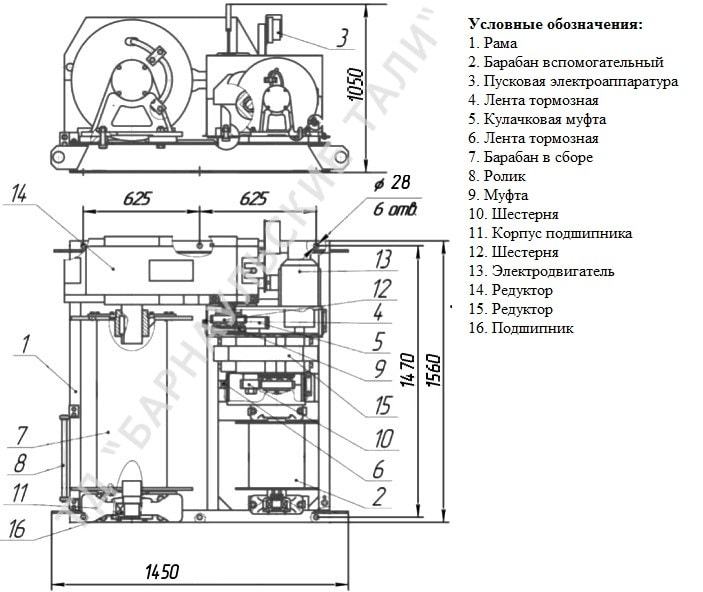 Условные обозначения:
1. Рама
2. Барабан вспомогательный
3. Пусковая электроаппаратура
4. Лента тормозная
5. Кулачковая муфта
6. Лента тормозная
7. Барабан в сборе
8. Ролик
9. Муфта
10. Шестерня
11. Корпус подшипника
12. Шестерня
13. Электродвигатель
14. Редуктор
15. Редуктор
16. Подшипник
3
1050
625
625
ø 28
6 отв.
14
13
12
4
1
5
9
7
15
8
10
6
11
2
16
1470
1560
1450
"БАРНАУЛЬСКИЕ ТАЛИ"